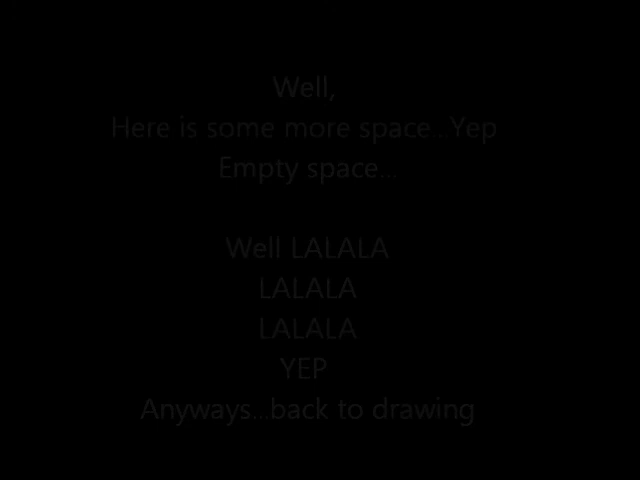 Well,
Here is some more space...Yep
Empty space...
Well LALALA
LALALA
LALALA
YEP
Anyways...back to drawing